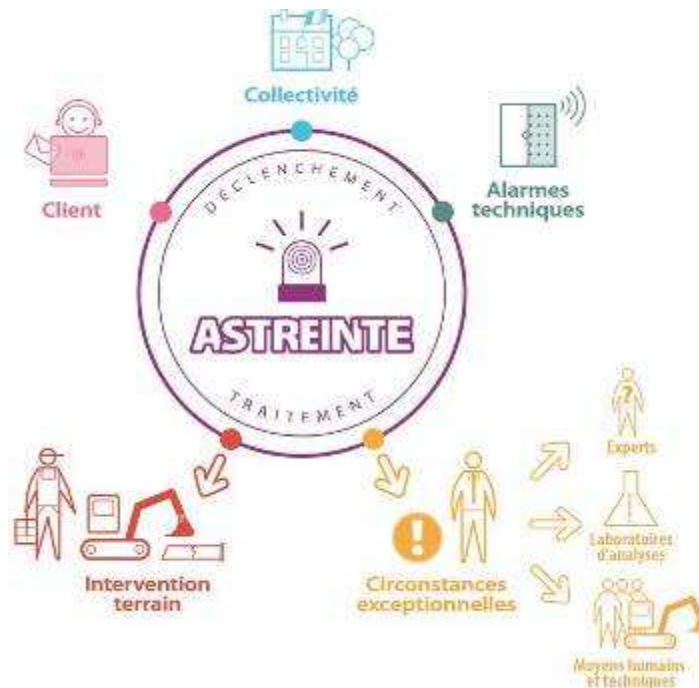 Collectivité
Client
Alarmes
techniques
DÉCLENCHEMENT
ASTREINTE
TRAITEMENT
Intervention
terrain
!
Circonstances
exceptionnelles
?
Experts
Laboratoires
d'analyses
Moyens humains
et techniques